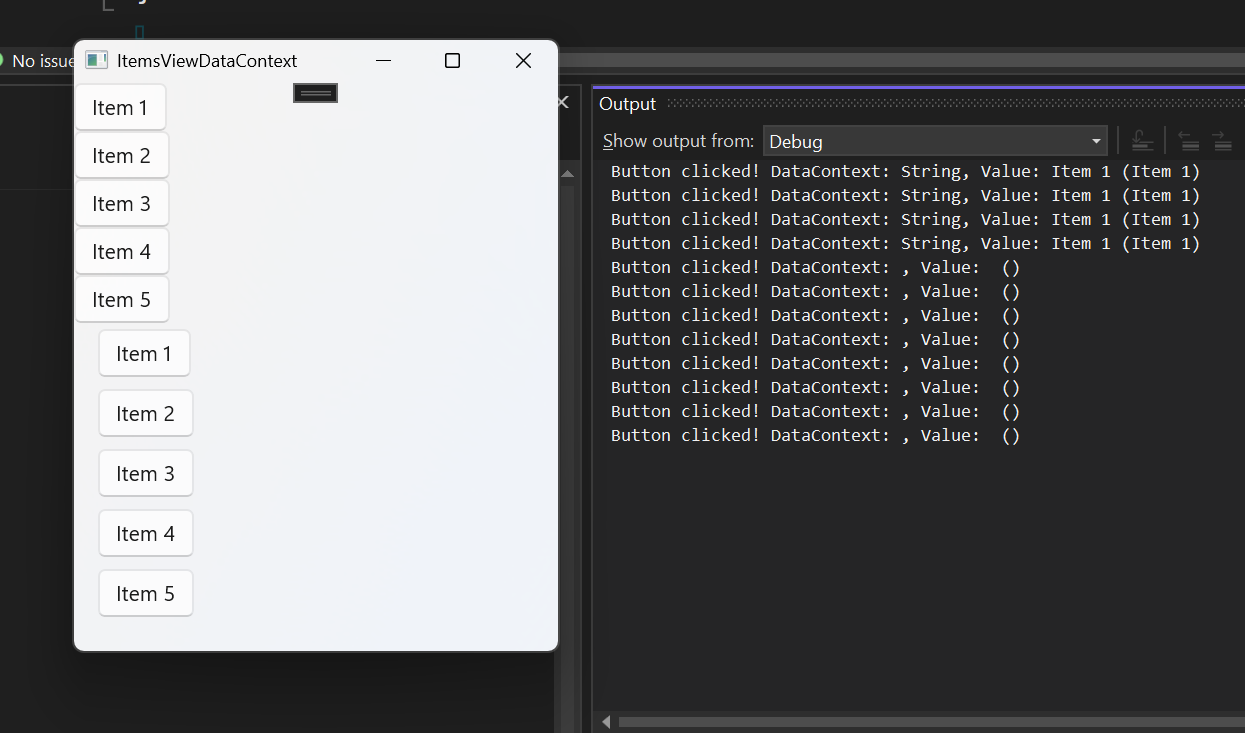 No issue
ItemsViewDataContext
Item 1
Item 2
Item 3
Item 4
Item 5
Item 1
Item 2
Item 3
Item 4
Item 5
Output
Show output from: Debug
Button clicked! DataContext: String, Value: Item 1 (Item 1)
Button clicked! DataContext: String, Value: Item 1 (Item 1)
Button clicked! DataContext: String, Value: Item 1 (Item 1)
Button clicked! DataContext: String, Value: Item 1 (Item 1)
Button clicked! DataContext: , Value:  ()
Button clicked! DataContext: , Value:  ()
Button clicked! DataContext: , Value:  ()
Button clicked! DataContext: , Value:  ()
Button clicked! DataContext: , Value:  ()
Button clicked! DataContext: , Value:  ()
Button clicked! DataContext: , Value:  ()
Button clicked! DataContext: , Value:  ()